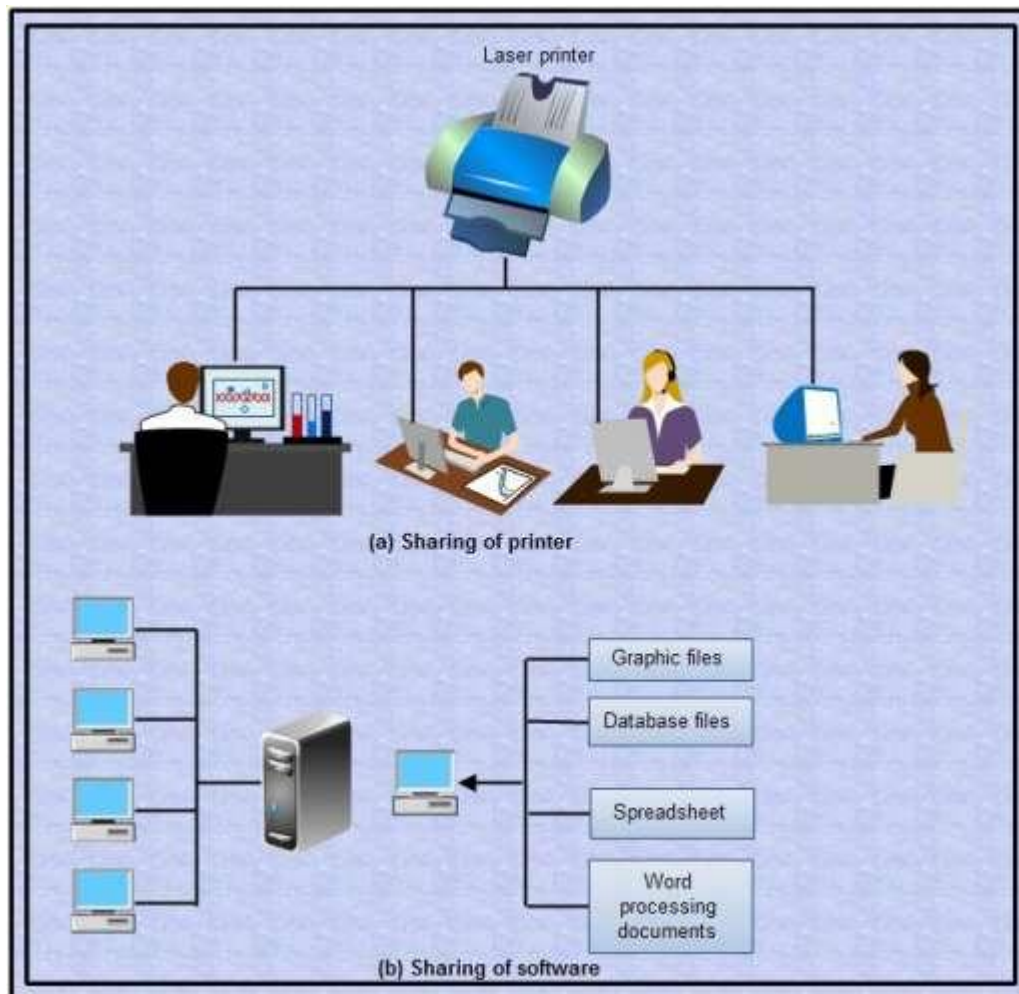 Laser printer
(a) Sharing of printer
Graphic files
Database files
Spreadsheet
Word
processing
documents
(b) Sharing of software